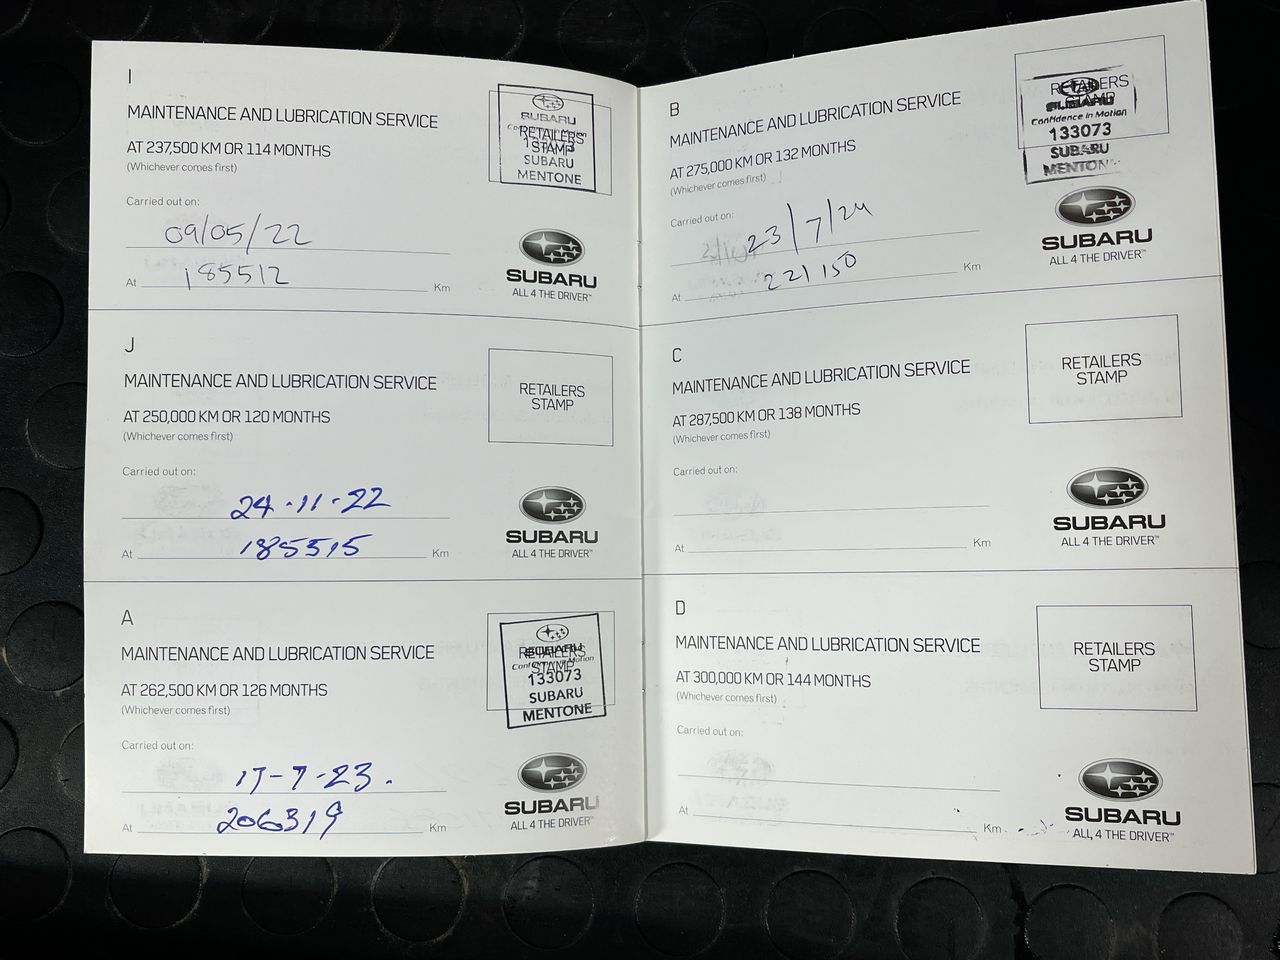 I
MAINTENANCE AND LUBRICATION SERVICE
AT 237,500 KM OR 114 MONTHS
(Whichever comes first)
RETAILERS
STAMP
SUBARU
SUBARU
MENTONE
Carried out on:
09/05/22
At 185512 Km
SUBARU
ALL 4 THE DRIVER™
J
MAINTENANCE AND LUBRICATION SERVICE
AT 250,000 KM OR 120 MONTHS
(Whichever comes first)
RETAILERS
STAMP
Carried out on:
24-11-22
At 185515 Km
SUBARU
ALL 4 THE DRIVER™
A
MAINTENANCE AND LUBRICATION SERVICE
AT 262,500 KM OR 126 MONTHS
(Whichever comes first)
RETAILERS
STAMP
SUBARU
133073
SUBARU
MENTONE
Carried out on:
17-7-23.
At 206319 Km
SUBARU
ALL 4 THE DRIVER™
B
MAINTENANCE AND LUBRICATION SERVICE
AT 275,000 KM OR 132 MONTHS
(Whichever comes first)
RETAILERS
STAMP
SUBARU
Confidence in Motion
133073
SUBARU
MENTON
Carried out on:
23/7/24
At 221150 Km
SUBARU
ALL 4 THE DRIVER™
C
MAINTENANCE AND LUBRICATION SERVICE
AT 287,500 KM OR 138 MONTHS
(Whichever comes first)
RETAILERS
STAMP
Carried out on:
At Km
SUBARU
ALL 4 THE DRIVER™
D
MAINTENANCE AND LUBRICATION SERVICE
AT 300,000 KM OR 144 MONTHS
(Whichever comes first)
RETAILERS
STAMP
Carried out on:
At Km
SUBARU
ALL 4 THE DRIVER™